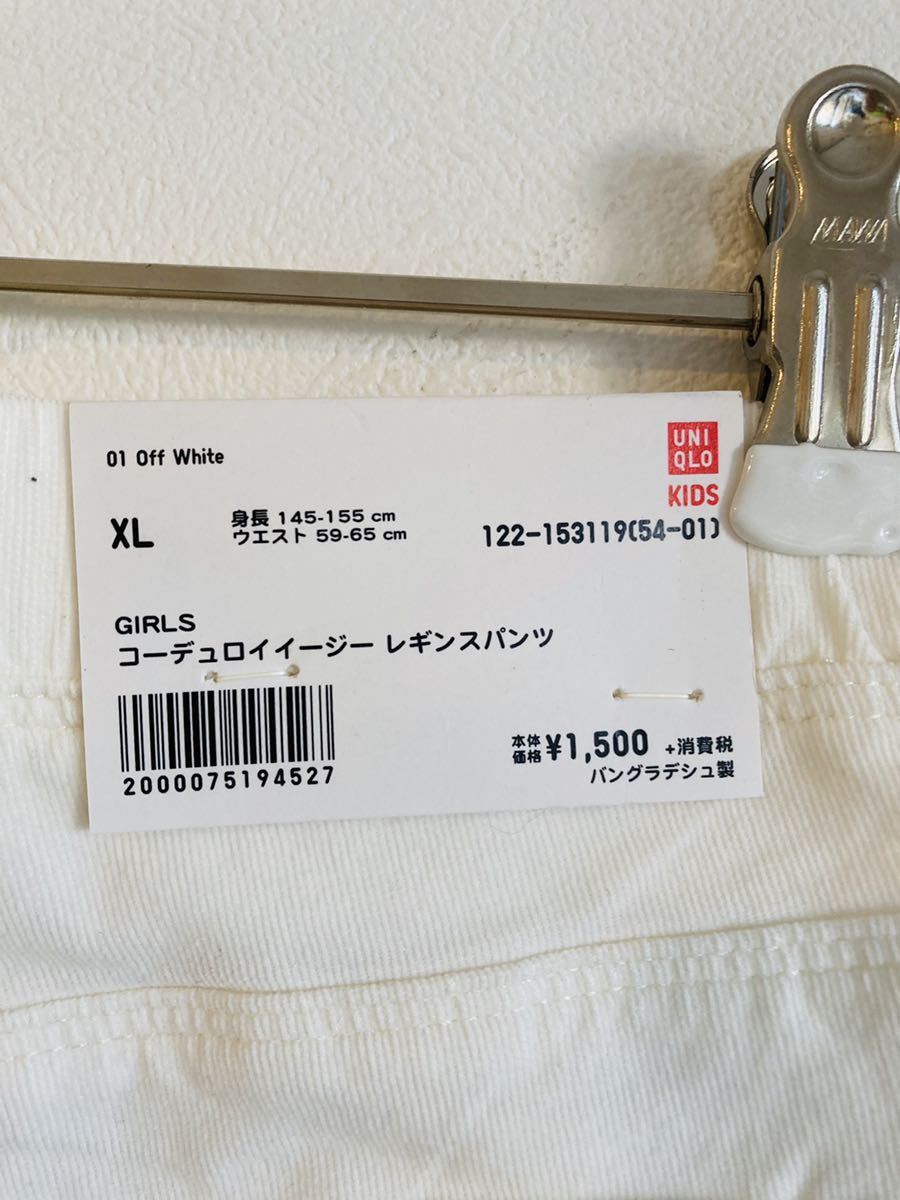 MAWA
01 Off White
UNI
QLO
KIDS
XL
身長 145-155 cm
ウエスト 59-65 cm
122-153119(54-01)
GIRLS
コーデュロイイージー レギンスパンツ
2000075194527
本体価格 ¥1,500 +消費税
バングラデシュ製